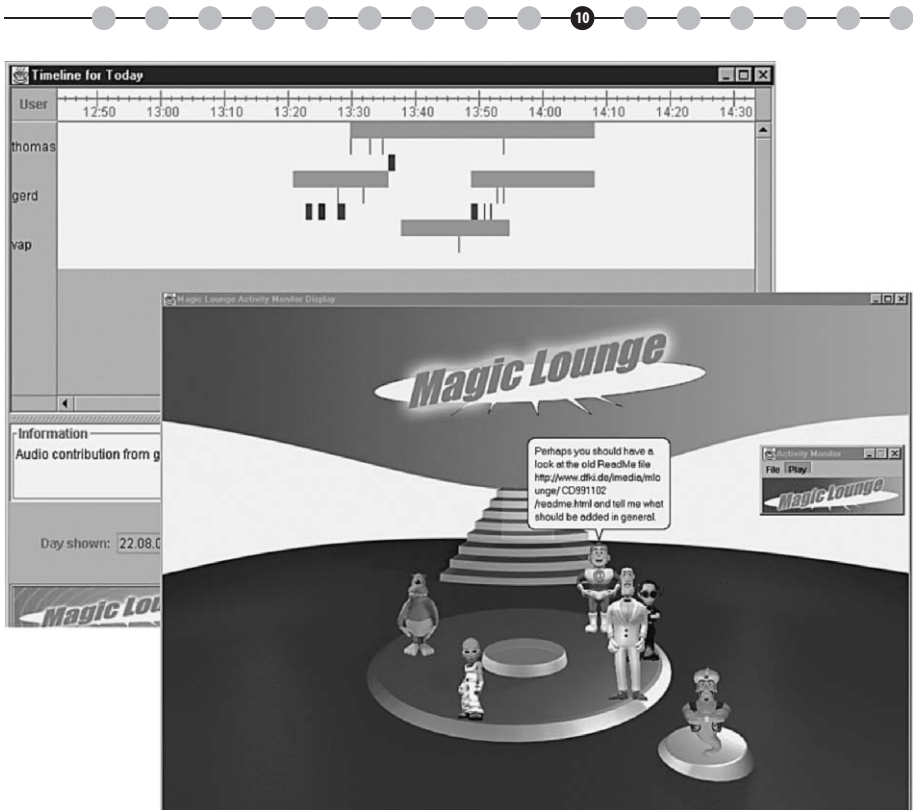 10
Timeline for Today
User
12:50 13:00 13:10 13:20 13:30 13:40 13:50 14:00 14:10 14:20 14:30
thomas
gerd
vap
Information
Audio contribution from g
Day shown: 22.08.0
Magic Lou
Magic Lounge Activity Monitor Display
Magic Lounge
Perhaps you should have a
look at the old ReadMe file
http://www.dfki.de/imedia/mlo
unge/ CD991102
/readme.html and tell me what
should be added in general.
Activity Monitor
File Play
Magic Lounge